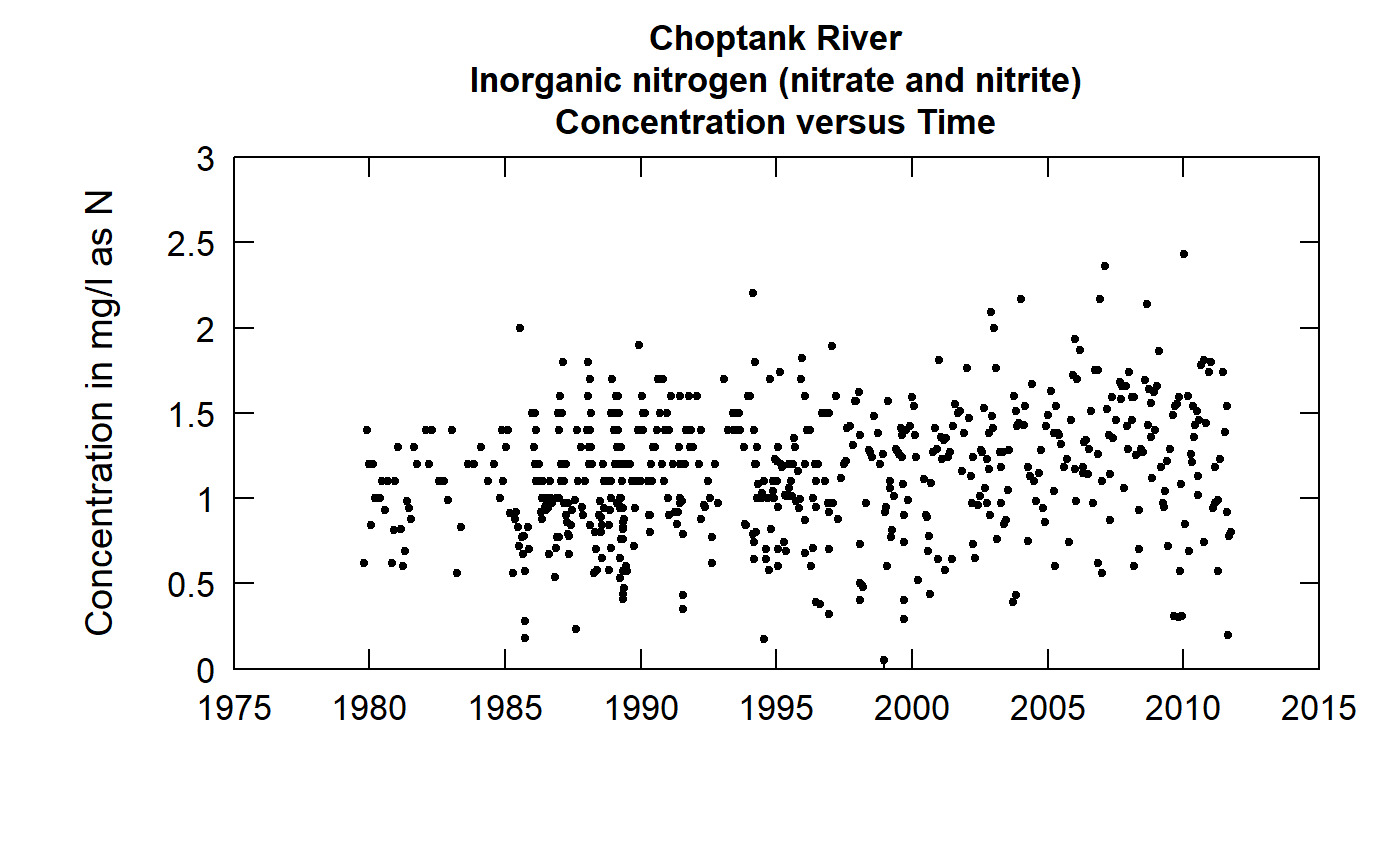 Choptank River
Inorganic nitrogen (nitrate and nitrite)
Concentration versus Time
Concentration in mg/l as N
3
2.5
2
1.5
1
0.5
0
1975 1980 1985 1990 1995 2000 2005 2010 2015